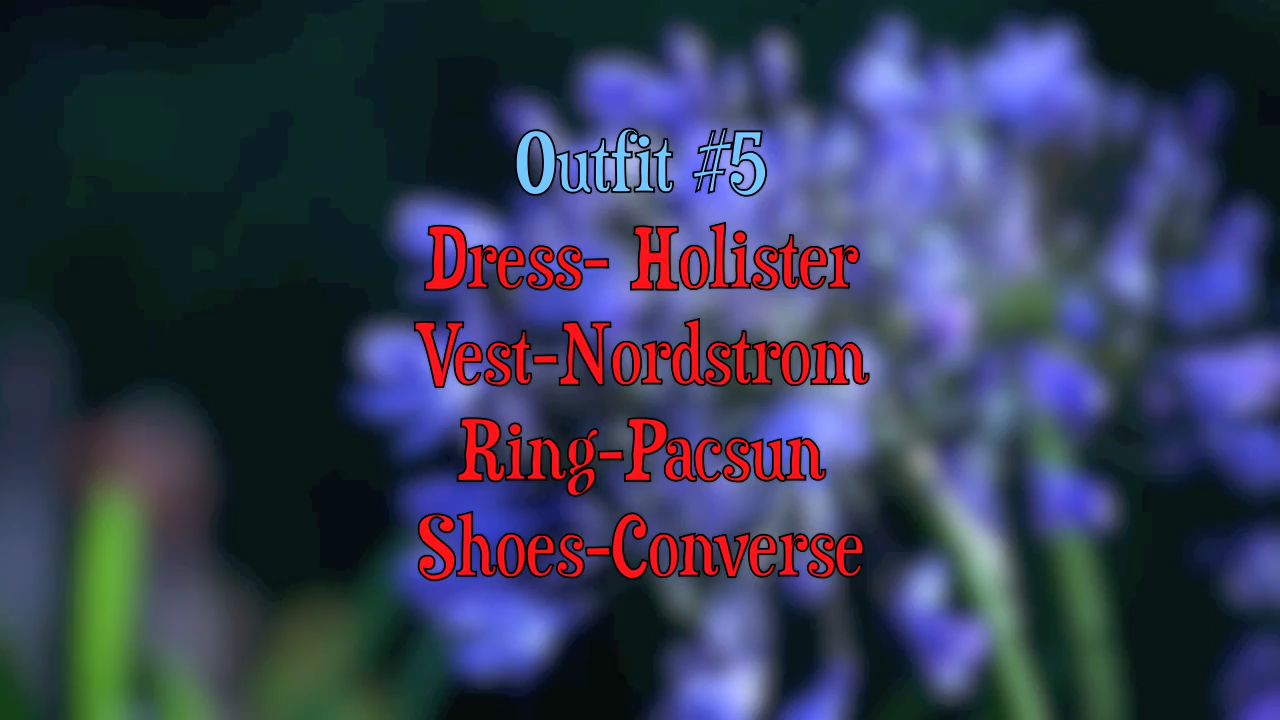 Outfit #5
Dress- Holister
Vest-Nordstrom
Ring-Pacsun
Shoes-Converse